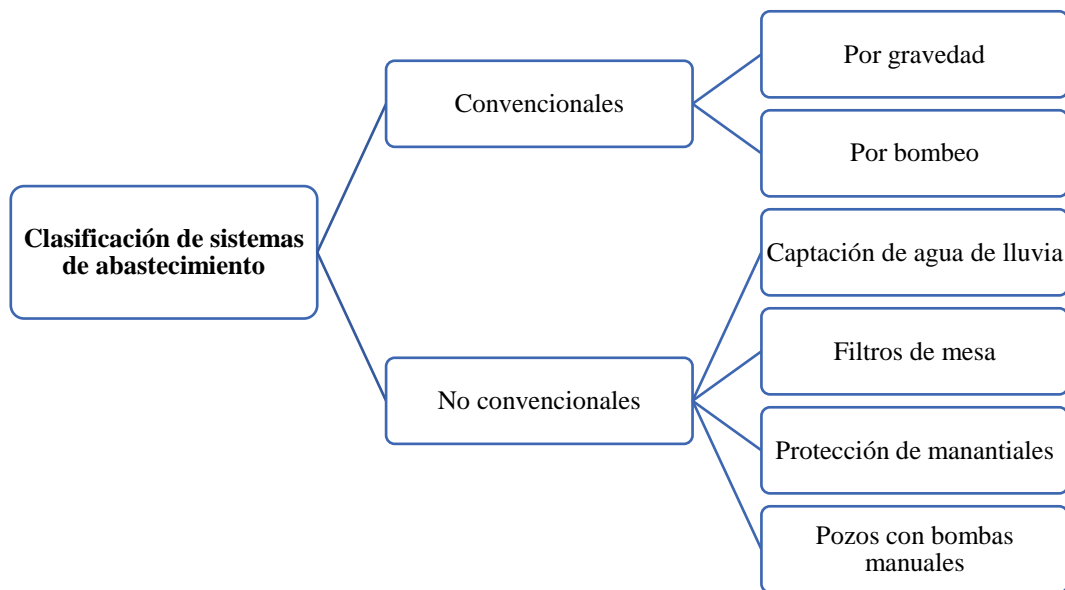 Clasificación de sistemas
de abastecimiento
Convencionales
Por gravedad
Por bombeo
No convencionales
Captación de agua de lluvia
Filtros de mesa
Protección de manantiales
Pozos con bombas
manuales